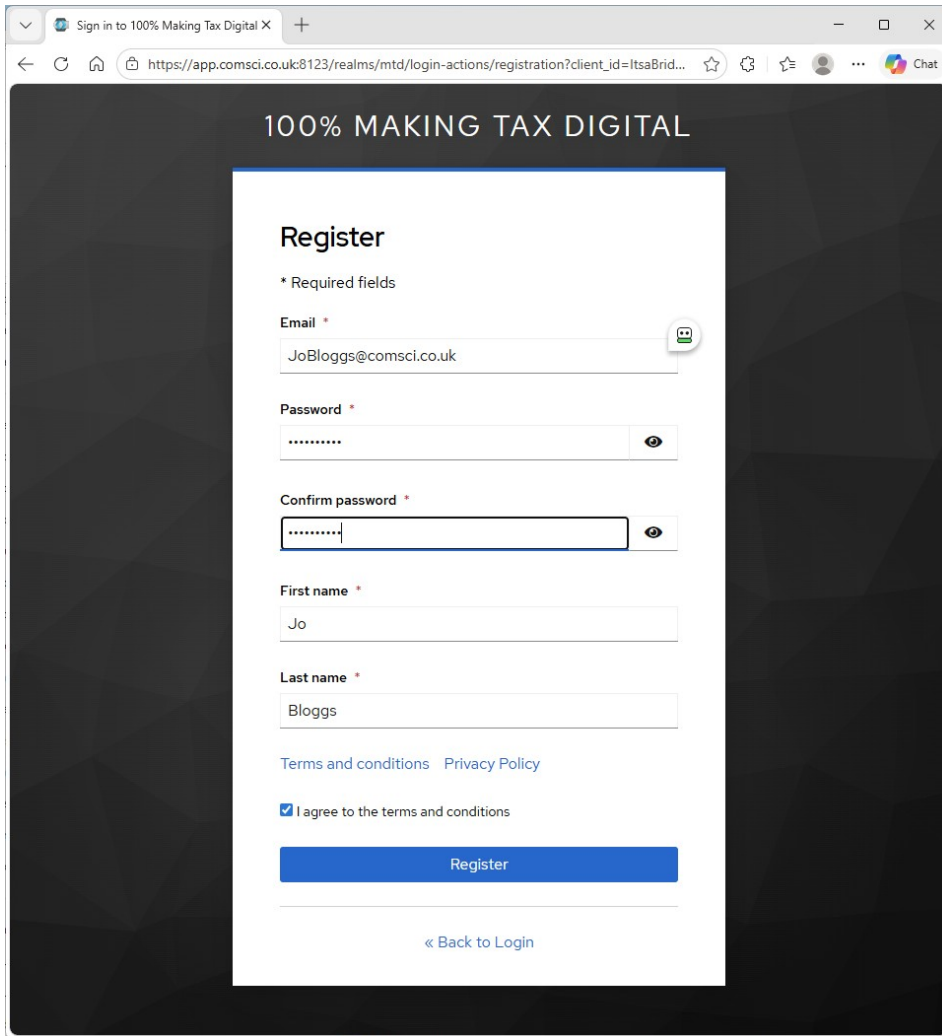 Sign in to 100% Making Tax Digital
https://app.comsci.co.uk:8123/realms/mtd/login-actions/registration?client_id=ItsaBrid...
Chat
100% MAKING TAX DIGITAL
Register
* Required fields
Email *
JoBloggs@comsci.co.uk
Password *
••••••••••
Confirm password *
••••••••••
First name *
Jo
Last name *
Bloggs
Terms and conditions Privacy Policy
I agree to the terms and conditions
Register
« Back to Login